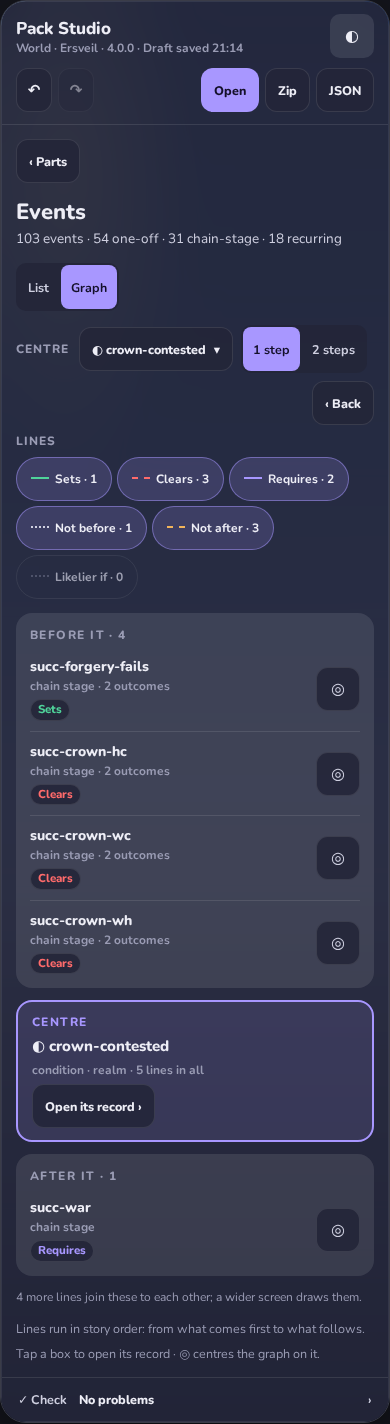 Pack Studio
World · Ersveil · 4.0.0 · Draft saved 21:14
Open Zip JSON
‹ Parts
Events
103 events · 54 one-off · 31 chain-stage · 18 recurring
List Graph
CENTRE crown-contested 1 step 2 steps
‹ Back
LINES
Sets · 1 Clears · 3 Requires · 2
Not before · 1 Not after · 3
Likelier if · 0
BEFORE IT · 4
succ-forgery-fails
chain stage · 2 outcomes
Sets
succ-crown-hc
chain stage · 2 outcomes
Clears
succ-crown-wc
chain stage · 2 outcomes
Clears
succ-crown-wh
chain stage · 2 outcomes
Clears
CENTRE
crown-contested
condition · realm · 5 lines in all
Open its record ›
AFTER IT · 1
succ-war
chain stage
Requires
4 more lines join these to each other; a wider screen draws them.
Lines run in story order: from what comes first to what follows.
Tap a box to open its record · ◎ centres the graph on it.
✓ Check No problems ›